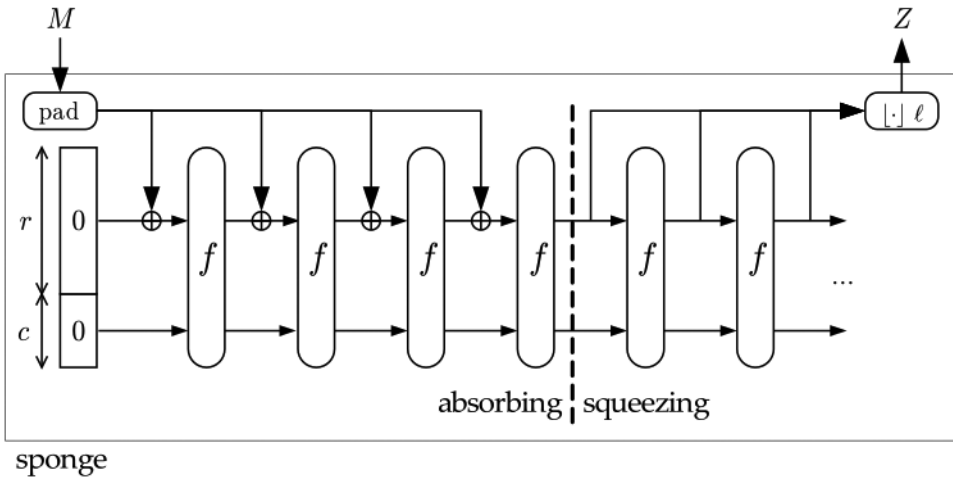 M Z
pad ⌊·⌋ ℓ
r 0 f f f f f f
...
c 0
absorbing squeezing
sponge